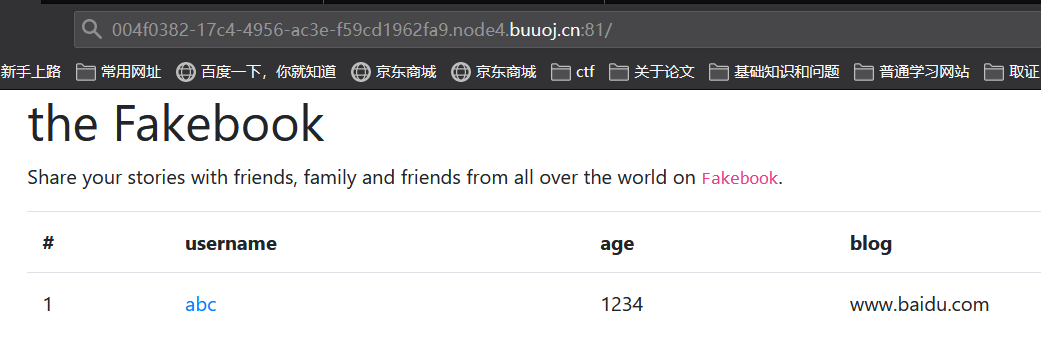 004f0382-17c4-4956-ac3e-f59cd1962fa9.node4.buuoj.cn:81/
新手上路 常用网址 百度一下，你就知道 京东商城 京东商城 ctf 关于论文 基础知识和问题 普通学习网站 取证
the Fakebook
Share your stories with friends, family and friends from all over the world on Fakebook.
# username age blog
1 abc 1234 www.baidu.com